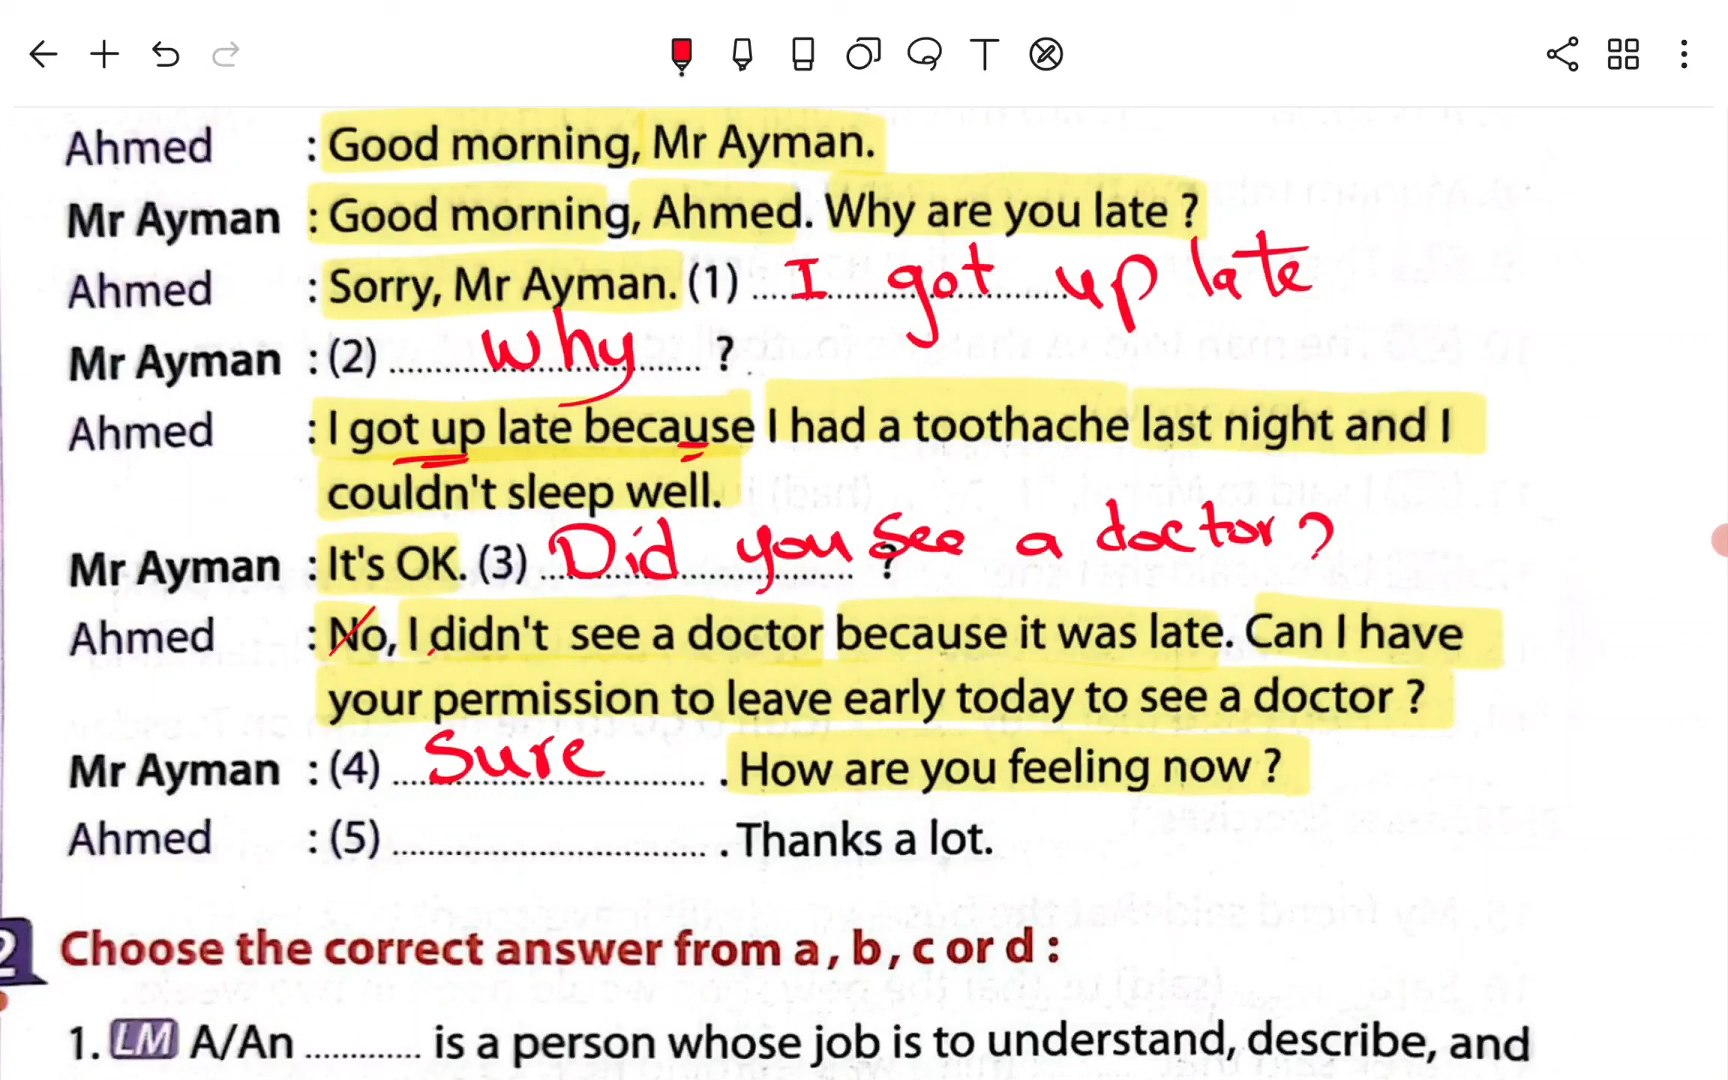 Ahmed : Good morning, Mr Ayman.
Mr Ayman : Good morning, Ahmed. Why are you late ?
Ahmed : Sorry, Mr Ayman. (1) ....I got up late
Mr Ayman : (2) .... why .... ?
Ahmed : I got up late because I had a toothache last night and I
couldn't sleep well.
Mr Ayman : It's OK. (3) .... Did you see a doctor? .... ?
Ahmed : No, I didn't see a doctor because it was late. Can I have
your permission to leave early today to see a doctor ?
Mr Ayman : (4) .... Sure .... . How are you feeling now ?
Ahmed : (5) ................................ . Thanks a lot.
2 Choose the correct answer from a, b, c or d :
1. LM A/An ............. is a person whose job is to understand, describe, and